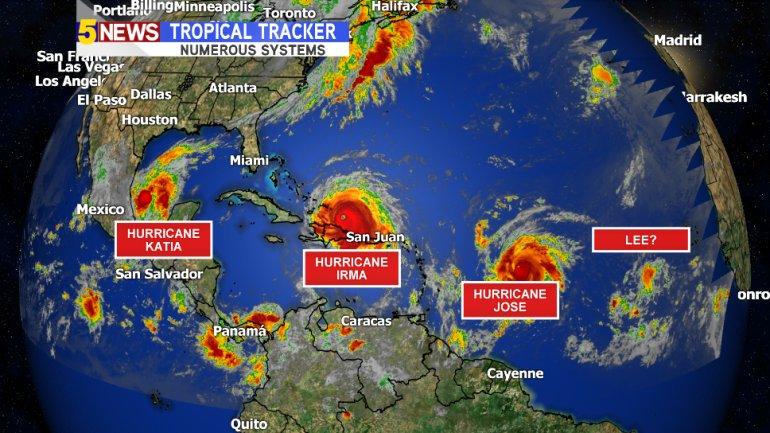 Portland
Billings
Minneapolis
Toronto
Halifax
5NEWS TROPICAL TRACKER
NUMEROUS SYSTEMS
Madrid
San Franci
Las Vegas
Los Angel
El Paso
Dallas
Atlanta
arrakesh
Houston
Miami
Mexico
HURRICANE
KATIA
San Juan
LEE?
HURRICANE
IRMA
San Salvador
HURRICANE
JOSE
onro
Panamá
Caracas
Cayenne
Quito